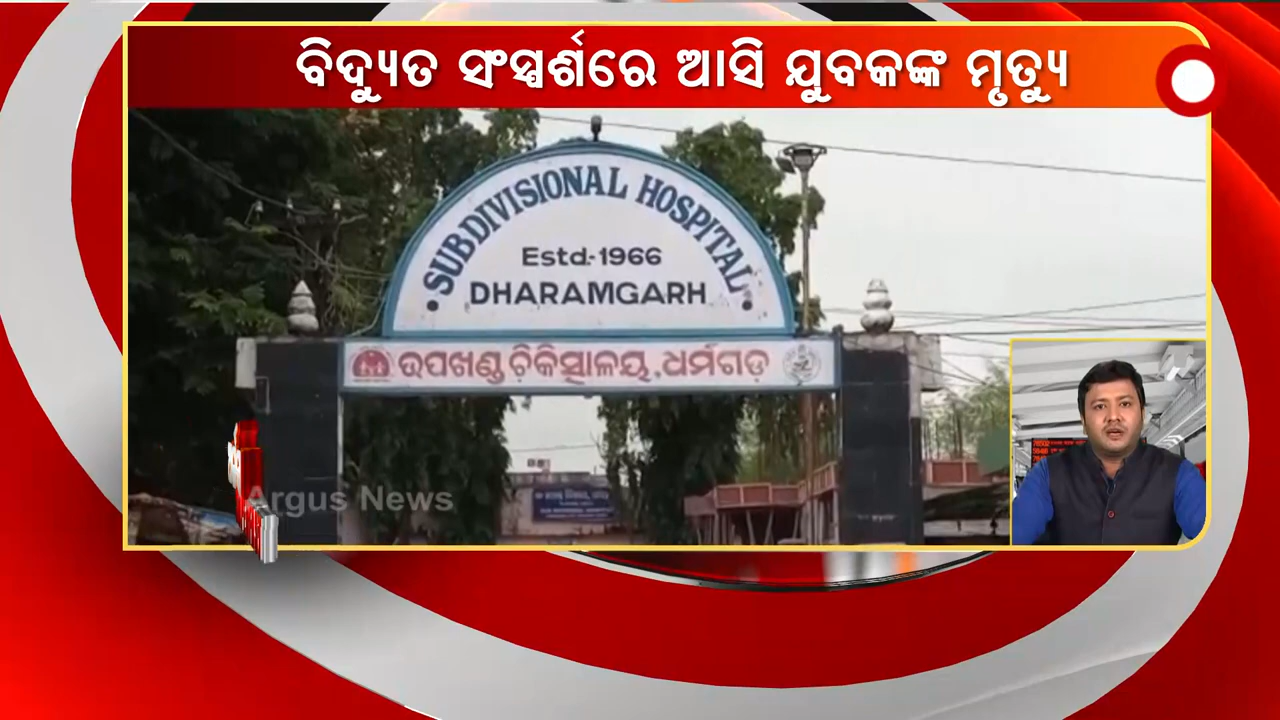 ବିଦ୍ୟୁତ ସଂସ୍ପର୍ଶରେ ଆସି ଯୁବକଙ୍କ ମୃତ୍ୟୁ
SUBDIVISIONAL HOSPITAL
Estd.-1966
DHARAMGARH
ଉପଖଣ୍ଡ ଚିକିତ୍ସାଳୟ, ଧର୍ମଗଡ଼
Argus News